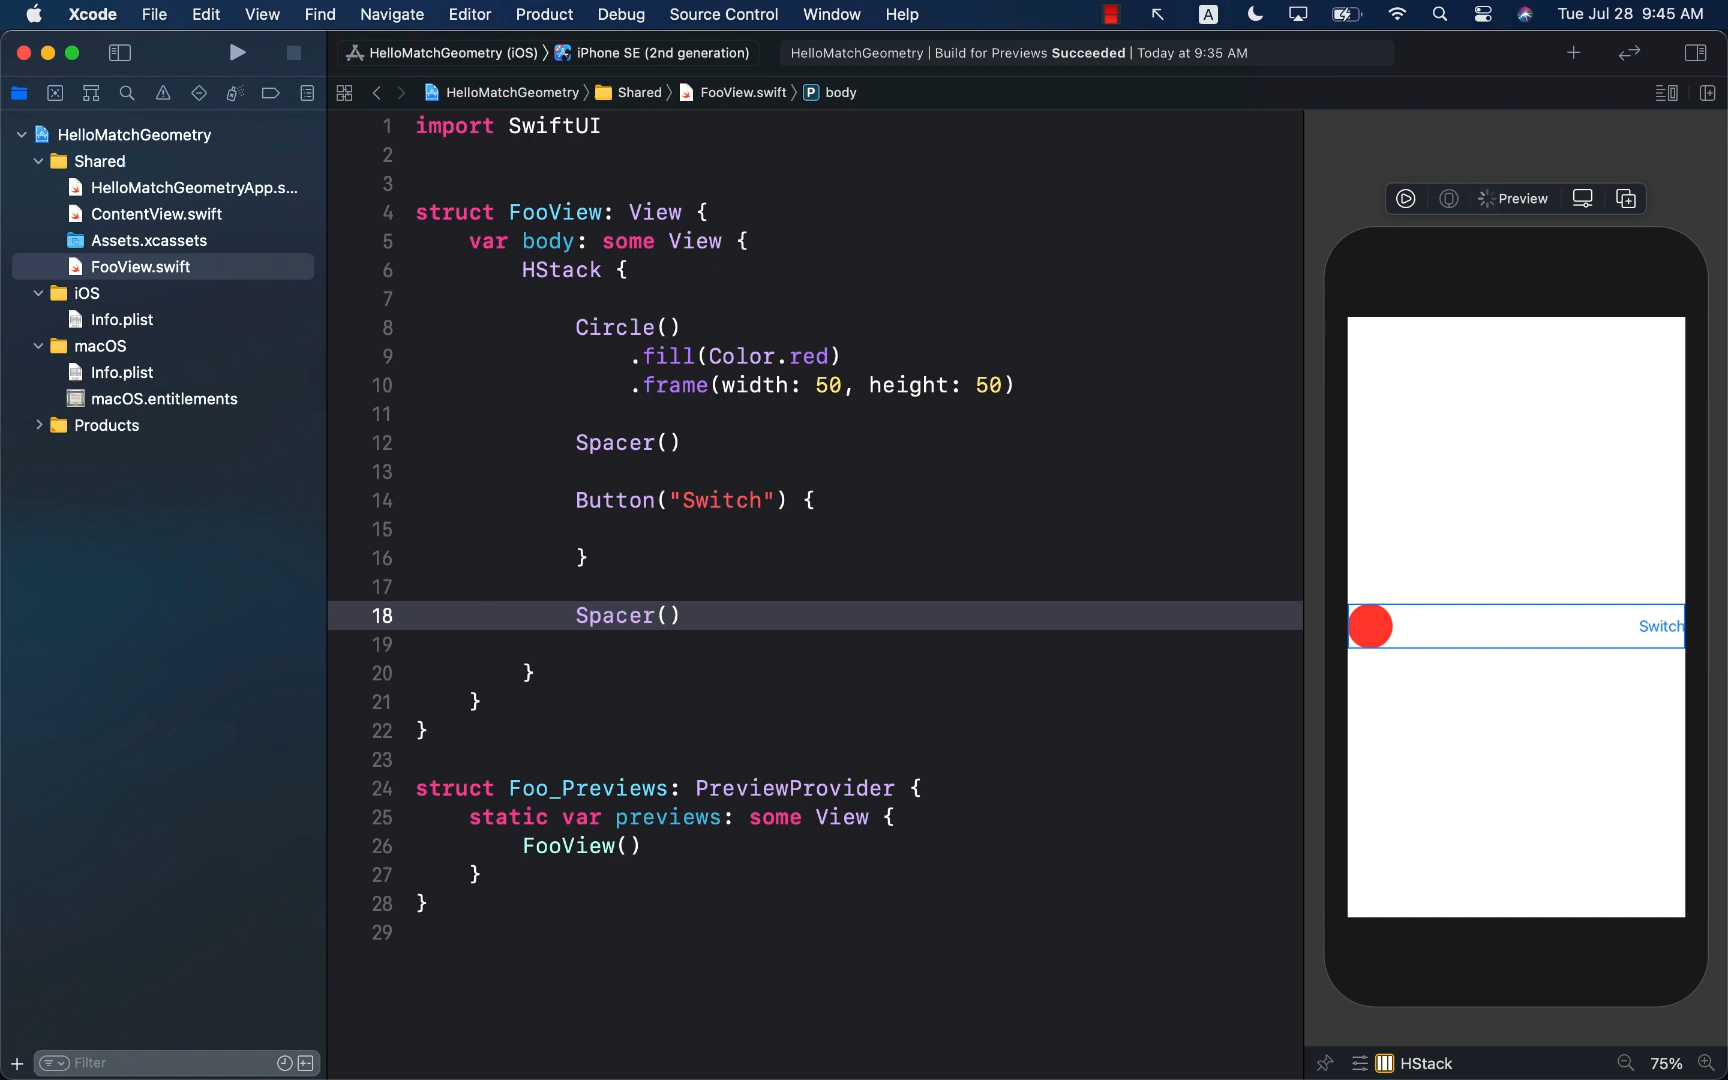 Xcode File Edit View Find Navigate Editor Product Debug Source Control Window Help A Tue Jul 28 9:45 AM
HelloMatchGeometry (iOS) 〉 iPhone SE (2nd generation) HelloMatchGeometry | Build for Previews Succeeded | Today at 9:35 AM
HelloMatchGeometry 〉 Shared 〉 FooView.swift 〉 P body
HelloMatchGeometry
Shared
HelloMatchGeometryApp.s...
ContentView.swift
Assets.xcassets
FooView.swift
iOS
Info.plist
macOS
Info.plist
macOS.entitlements
Products
Filter
1 import SwiftUI
2
3
4 struct FooView: View {
5 var body: some View {
6 HStack {
7
8 Circle()
9 .fill(Color.red)
10 .frame(width: 50, height: 50)
11
12 Spacer()
13
14 Button("Switch") {
15
16 }
17
18 Spacer()
19
20 }
21 }
22 }
23
24 struct Foo_Previews: PreviewProvider {
25 static var previews: some View {
26 FooView()
27 }
28 }
29
Preview
Switch
HStack 75%